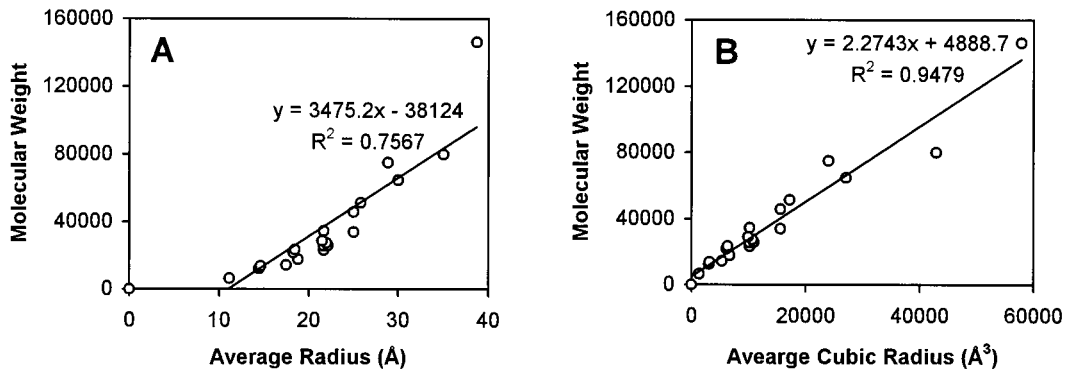 A
Molecular Weight
160000
120000
80000
40000
0
y = 3475.2x - 38124
R² = 0.7567
0 10 20 30 40
Average Radius (Å)
B
Molecular Weight
160000
120000
80000
40000
0
y = 2.2743x + 4888.7
R² = 0.9479
0 20000 40000 60000
Avearge Cubic Radius (Å³)